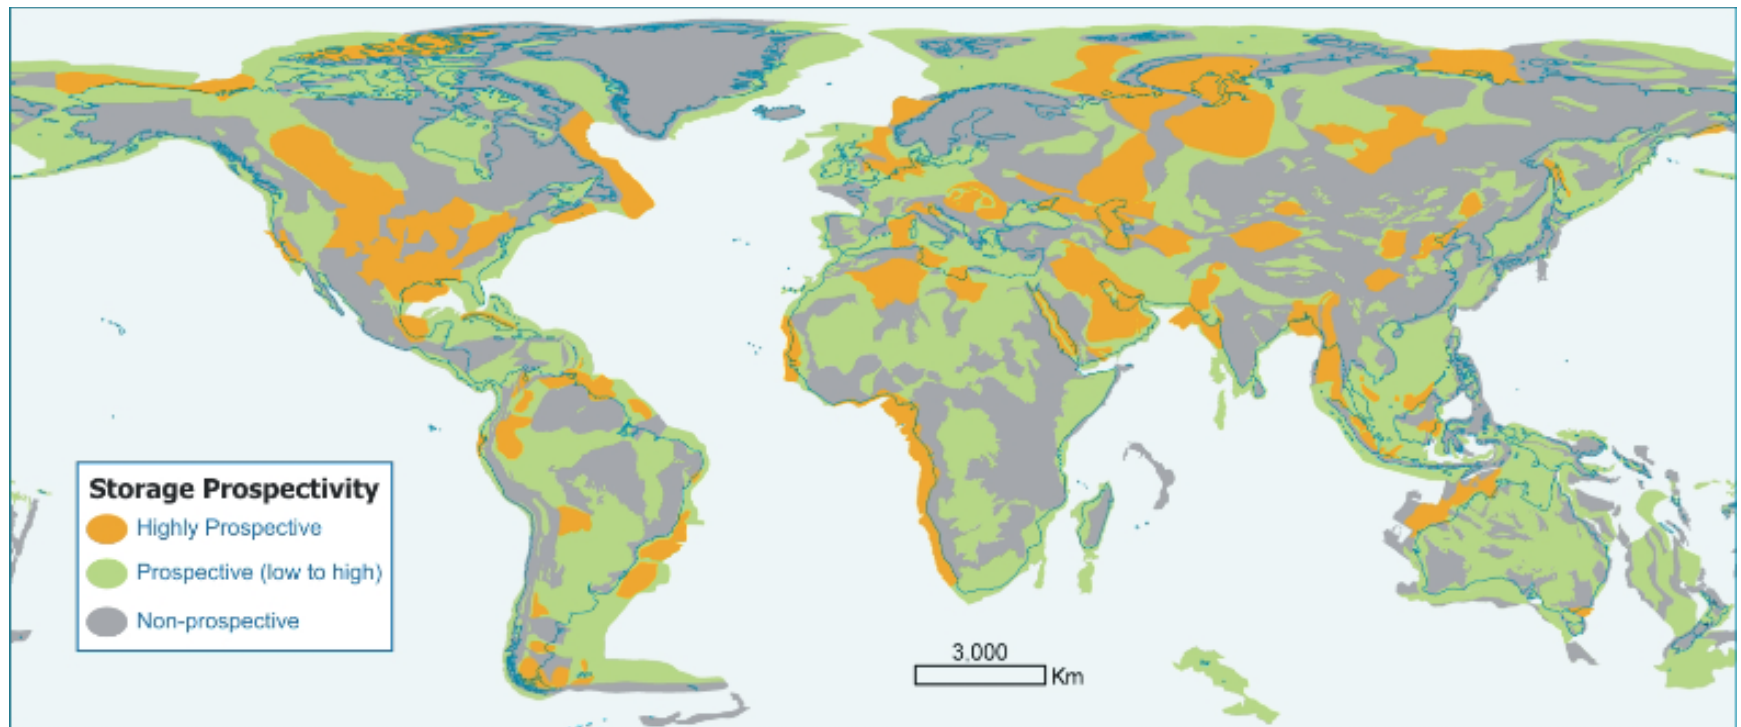 Storage Prospectivity
Highly Prospective
Prospective (low to high)
Non-prospective
3,000
Km